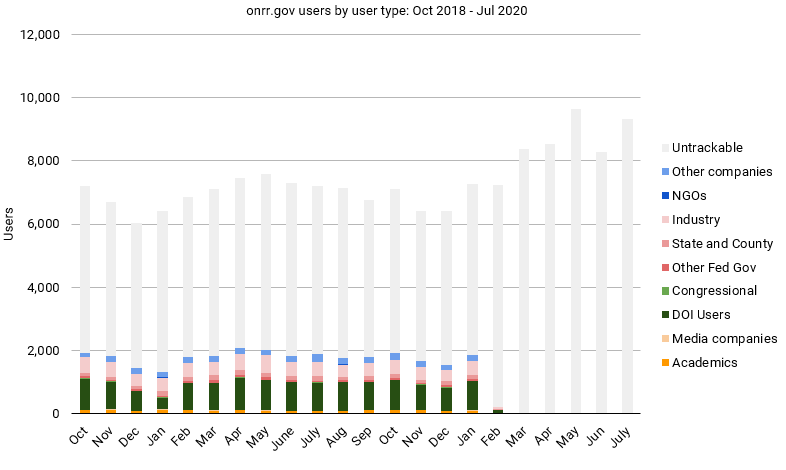 onrr.gov users by user type: Oct 2018 - Jul 2020
12,000
10,000
8,000
6,000
4,000
2,000
0
Users
Oct Nov Dec Jan Feb Mar Apr May June July Aug Sep Oct Nov Dec Jan Feb Mar Apr May Jun July
Untrackable
Other companies
NGOs
Industry
State and County
Other Fed Gov
Congressional
DOI Users
Media companies
Academics